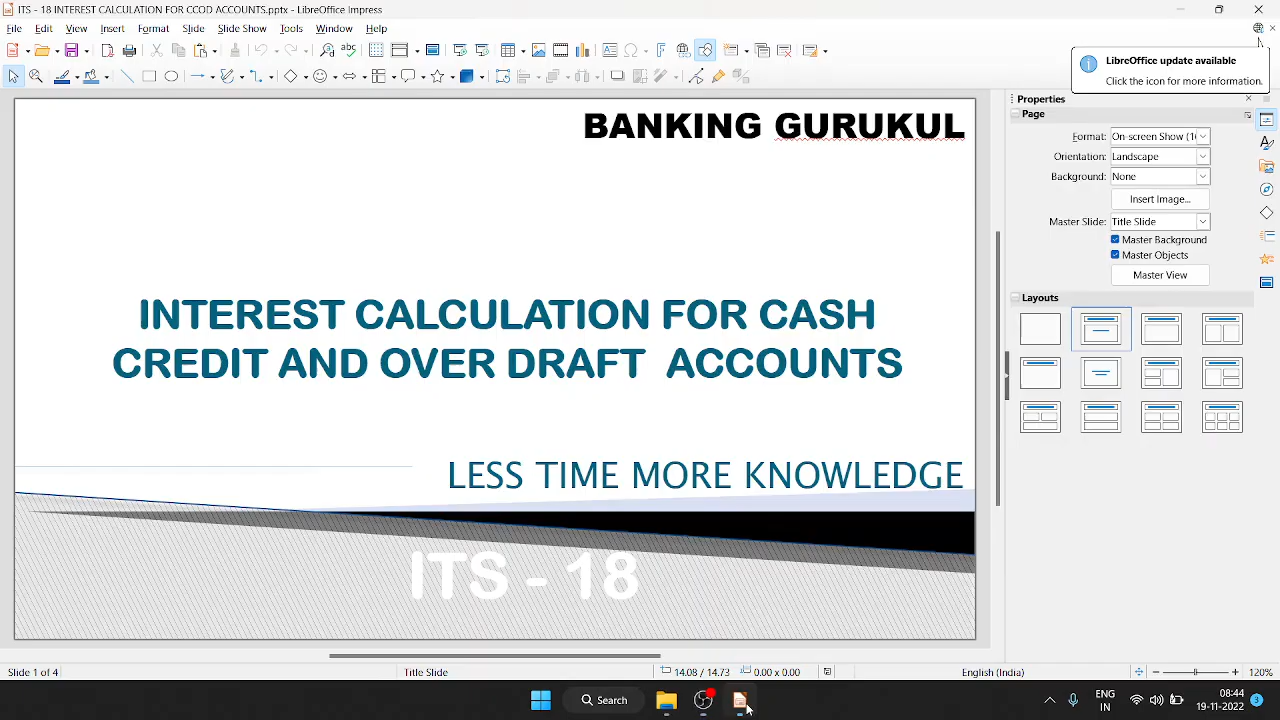 ITS - 18 INTEREST CALCULATION FOR CCOD ACCOUNTS.pptx - LibreOffice Impress
File Edit View Insert Format Slide Slide Show Tools Window Help
LibreOffice update available
Click the icon for more information.
BANKING GURUKUL
INTEREST CALCULATION FOR CASH
CREDIT AND OVER DRAFT ACCOUNTS
LESS TIME MORE KNOWLEDGE
ITS - 18
Properties
Page
Format: On-screen Show (1
Orientation: Landscape
Background: None
Insert Image...
Master Slide: Title Slide
Master Background
Master Objects
Master View
Layouts
Slide 1 of 4 Title Slide 14.08 / 14.73 0.00 x 0.00 English (India) 120%
Search
ENG
IN
08:44
19-11-2022
3